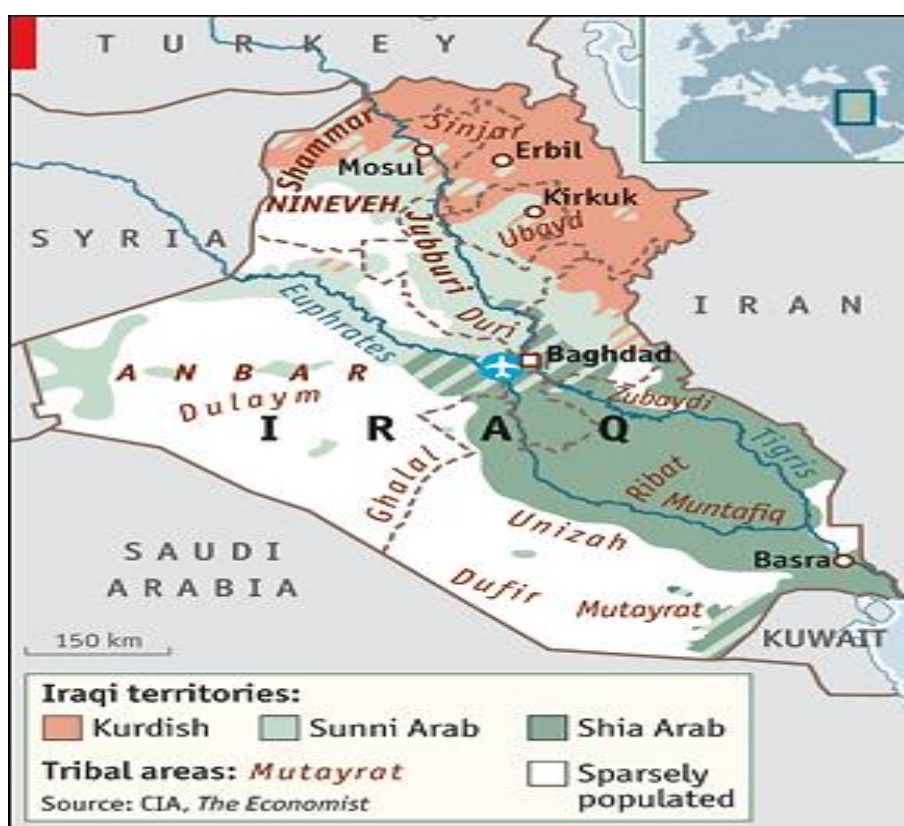 TURKEY
Shammar
Sinjar
Mosul
Erbil
NINEVEH
Kirkuk
Ubayd
Jubburi
SYRIA
IRAN
Euphrates
Duri
Baghdad
ANBAR
Zubaydi
Dulaym
IRAQ
Tigris
Ghalal
Ribat
Muntafiq
Unizah
SAUDI
ARABIA
Basra
Dufir
Mutayrat
150 km
KUWAIT
Iraqi territories:
Kurdish
Sunni Arab
Shia Arab
Tribal areas: Mutayrat
Sparsely
populated
Source: CIA, The Economist